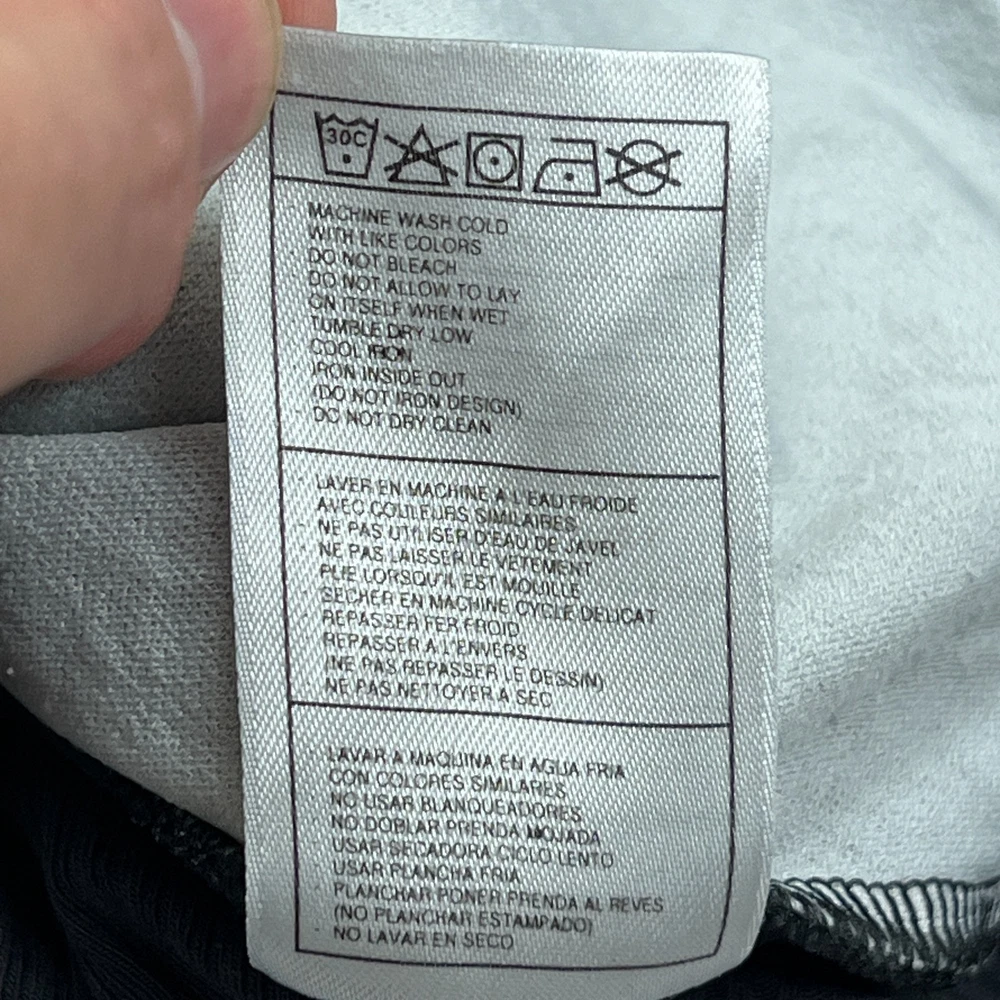 30C
MACHINE WASH COLD
WITH LIKE COLORS
DO NOT BLEACH
DO NOT ALLOW TO LAY
ON ITSELF WHEN WET
TUMBLE DRY LOW
COOL IRON
IRON INSIDE OUT
(DO NOT IRON DESIGN)
DO NOT DRY CLEAN
LAVER EN MACHINE A L'EAU FROIDE
AVEC COULEURS SIMILAIRES
NE PAS UTILISER D'EAU DE JAVEL
NE PAS LAISSER LE VETEMENT
PLIE LORSQU'IL EST MOUILLE
SECHER EN MACHINE CYCLE DELICAT
REPASSER FER FROID
REPASSER A L'ENVERS
(NE PAS REPASSER LE DESSIN)
NE PAS NETTOYER A SEC
LAVAR A MAQUINA EN AGUA FRIA
CON COLORES SIMILARES
NO USAR BLANQUEADORES
NO DOBLAR PRENDA MOJADA
USAR SECADORA CICLO LENTO
USAR PLANCHA FRIA
PLANCHAR PONER PRENDA AL REVES
(NO PLANCHAR ESTAMPADO)
NO LAVAR EN SECO